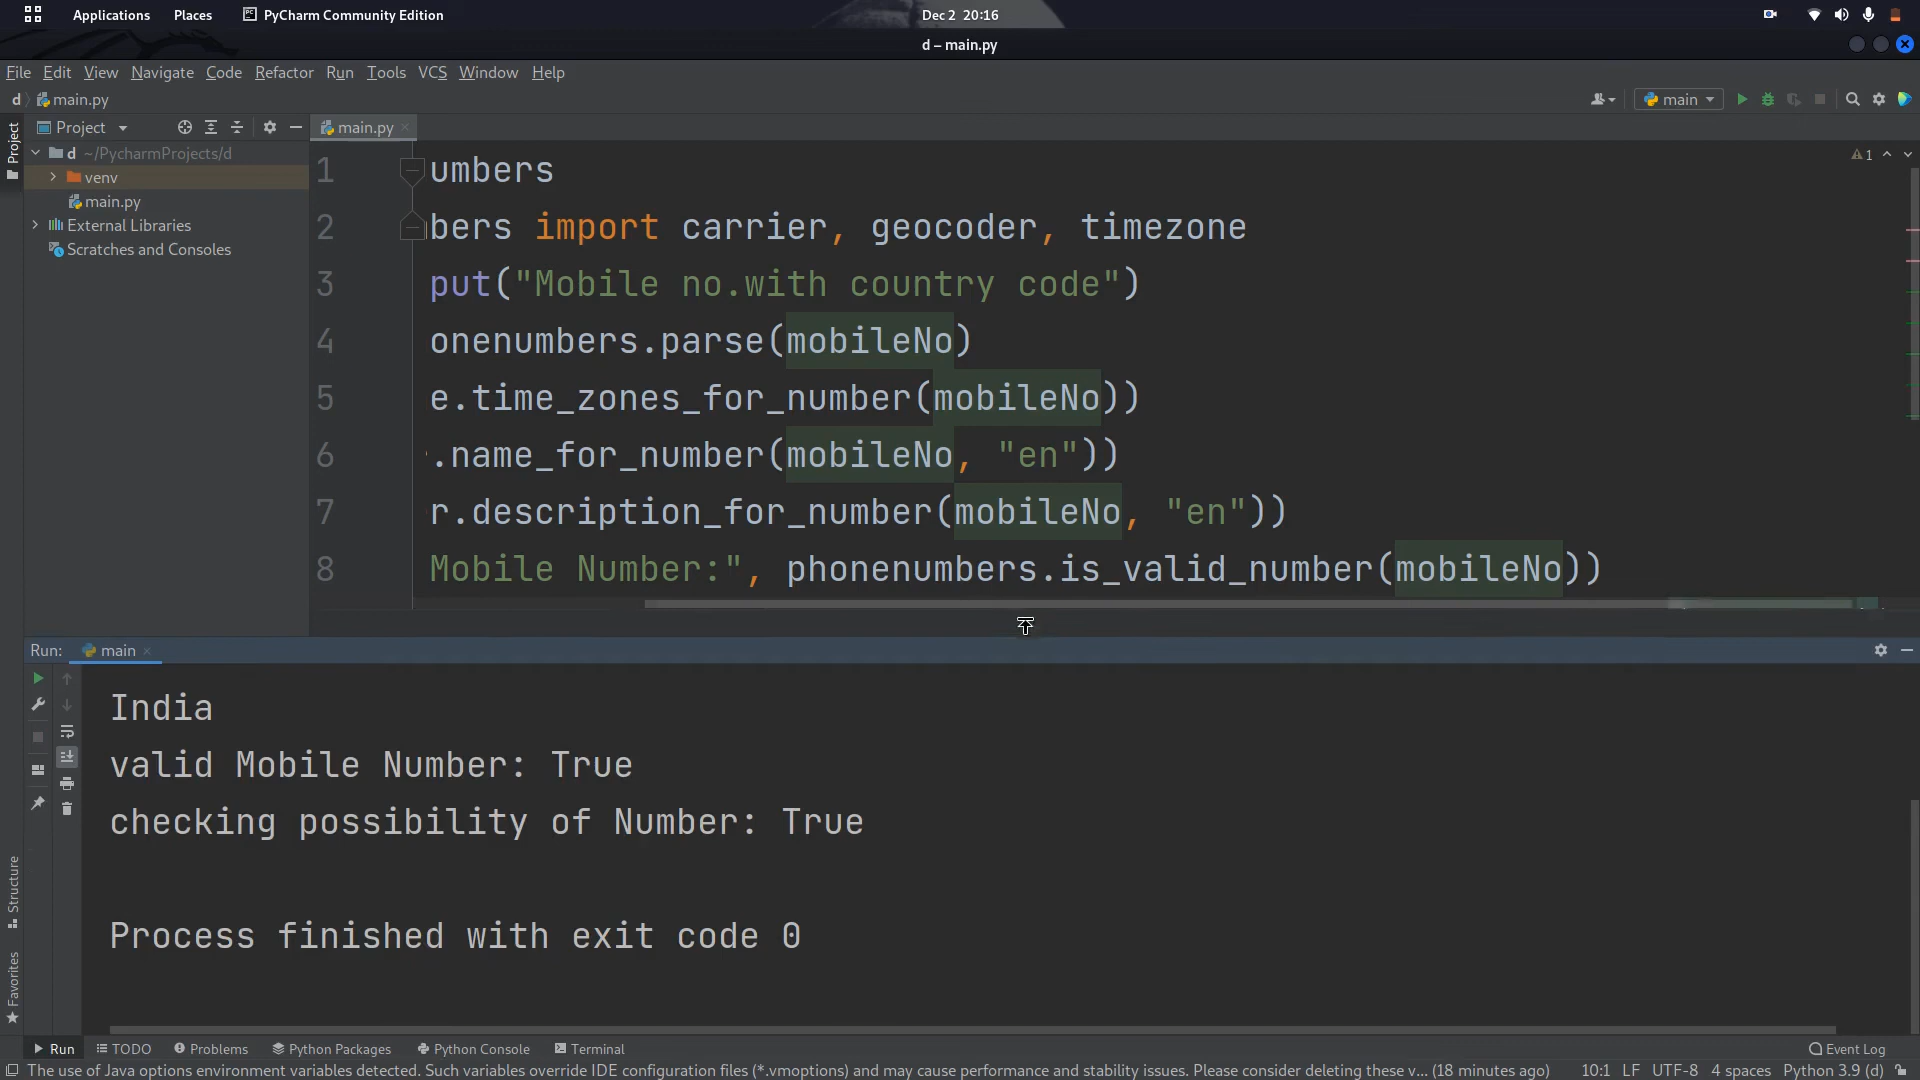 Applications Places PyCharm Community Edition Dec 2 20:16
d – main.py
File Edit View Navigate Code Refactor Run Tools VCS Window Help
d main.py main
Project main.py
d ~/PycharmProjects/d
venv
main.py
External Libraries
Scratches and Consoles
Project
1 umbers
2 bers import carrier, geocoder, timezone
3 put("Mobile no.with country code")
4 onenumbers.parse(mobileNo)
5 e.time_zones_for_number(mobileNo))
6 .name_for_number(mobileNo, "en"))
7 r.description_for_number(mobileNo, "en"))
8 Mobile Number:", phonenumbers.is_valid_number(mobileNo))
1
Run: main
India
valid Mobile Number: True
checking possibility of Number: True
Process finished with exit code 0
Structure
Favorites
Run TODO Problems Python Packages Python Console Terminal Event Log
The use of Java options environment variables detected. Such variables override IDE configuration files (*.vmoptions) and may cause performance and stability issues. Please consider deleting these v... (18 minutes ago) 10:1 LF UTF-8 4 spaces Python 3.9 (d)